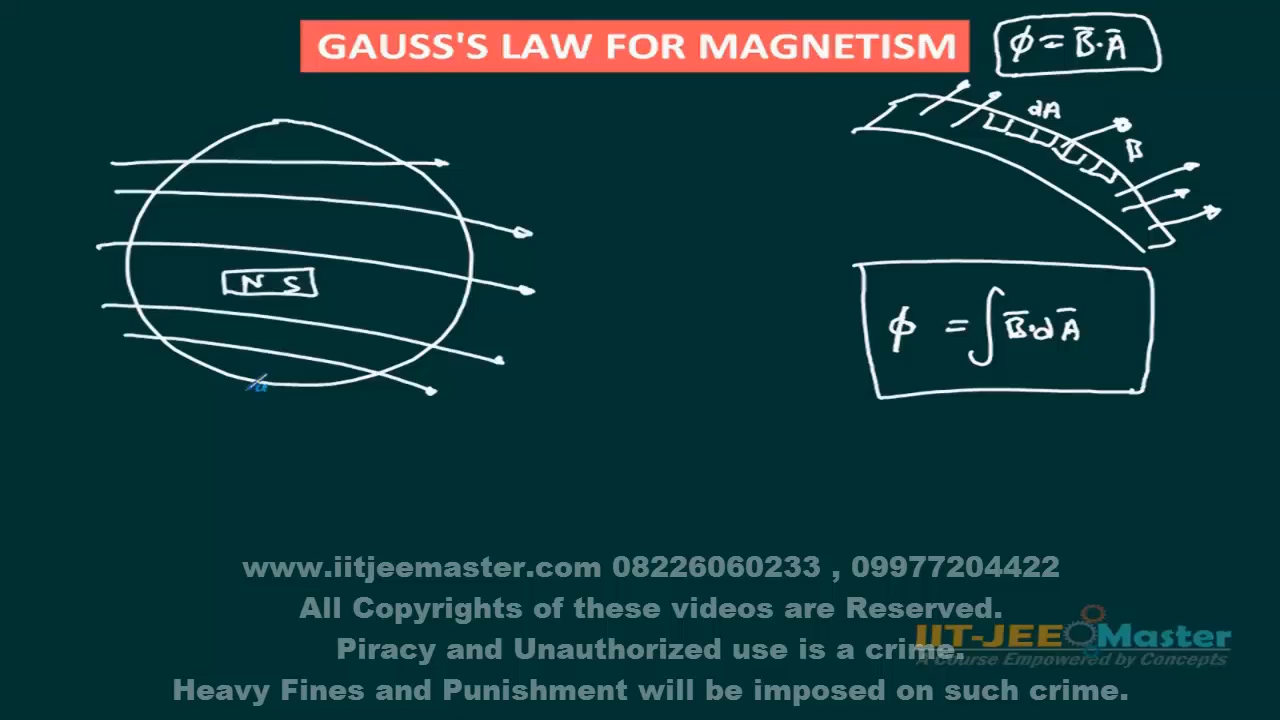 GAUSS'S LAW FOR MAGNETISM
ϕ = B̄·Ā
dA
B
N S
ϕ = ∫ B̄·dĀ
www.iitjeemaster.com 08226060233 , 09977204422
All Copyrights of these videos are Reserved.
IIT-JEE Master
Piracy and Unauthorized use is a crime.
A Course Empowered by Concepts
Heavy Fines and Punishment will be imposed on such crime.